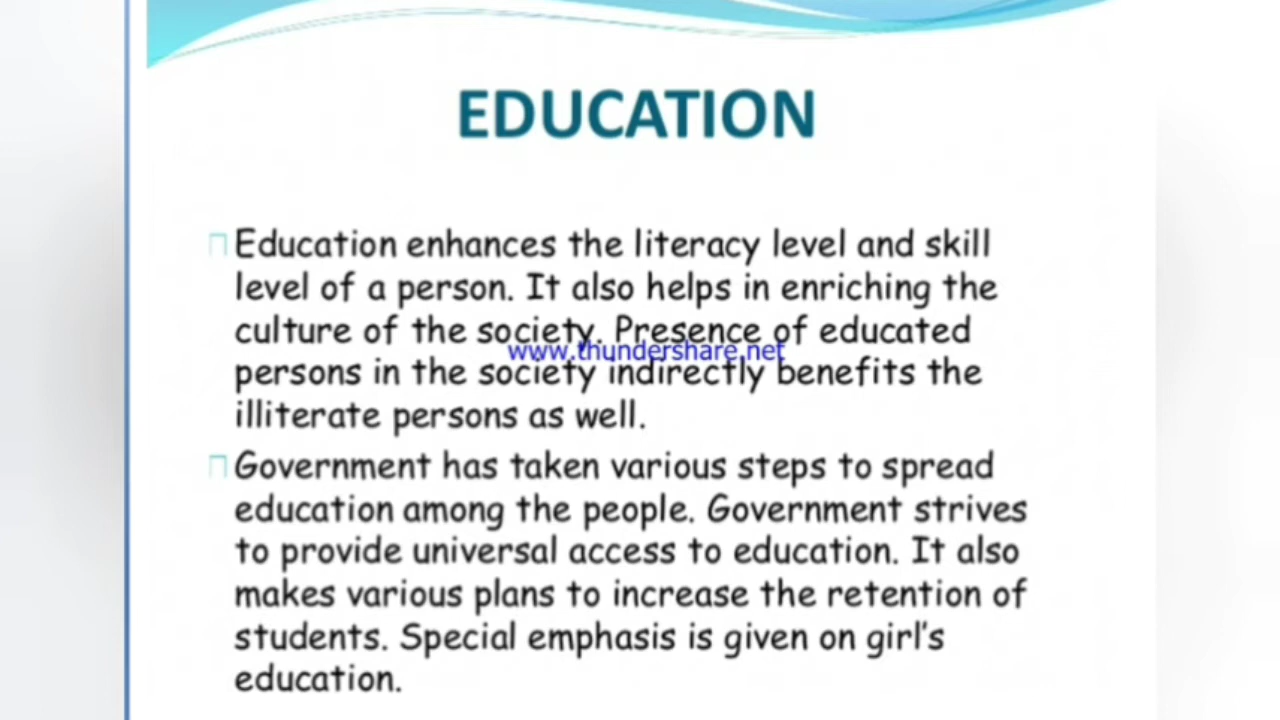 EDUCATION
Education enhances the literacy level and skill
level of a person. It also helps in enriching the
culture of the society. Presence of educated
www.thundershare.net
persons in the society indirectly benefits the
illiterate persons as well.
Government has taken various steps to spread
education among the people. Government strives
to provide universal access to education. It also
makes various plans to increase the retention of
students. Special emphasis is given on girl's
education.